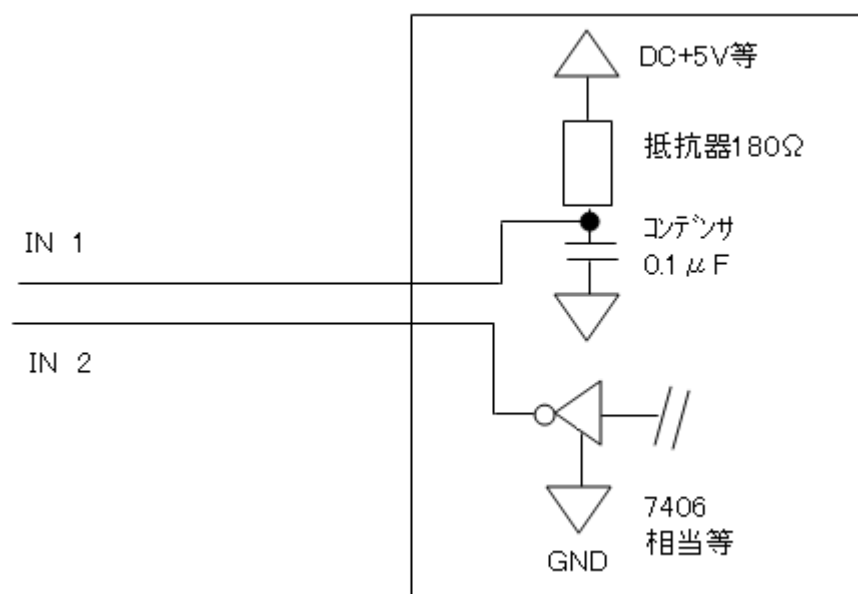 DC+5V等
抵抗器180Ω
IN 1
コンデンサ
0.1μF
IN 2
7406
相当等
GND